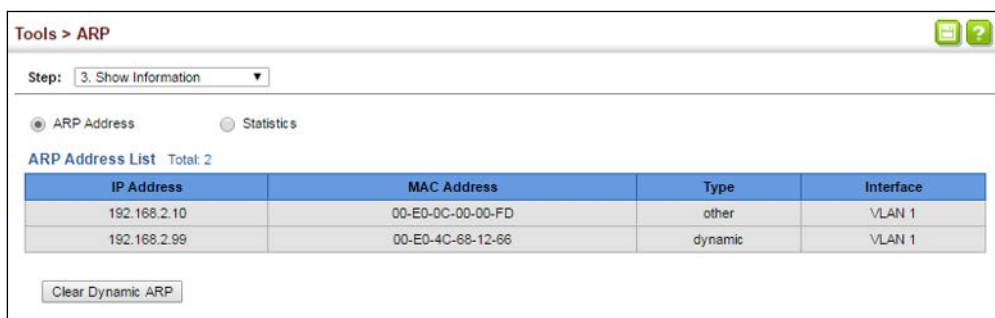 Tools > ARP
?
Step: 3. Show Information
ARP Address Statistics
ARP Address List Total: 2
IP Address MAC Address Type Interface
192.168.2.10 00-E0-0C-00-00-FD other VLAN 1
192.168.2.99 00-E0-4C-68-12-66 dynamic VLAN 1
Clear Dynamic ARP